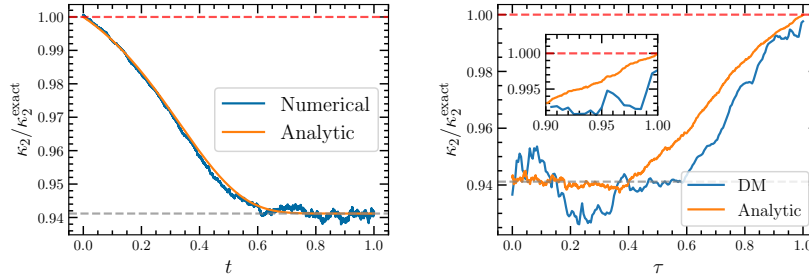 κ₂/κ₂^exact
1.00
0.99
0.98
0.97
0.96
0.95
0.94
Numerical
Analytic
0.0 0.2 0.4 0.6 0.8 1.0
t
κ₂/κ₂^exact
1.00
0.98
0.96
0.94
1.000
0.995
0.90 0.95 1.00
DM
Analytic
0.0 0.2 0.4 0.6 0.8 1.0
τ